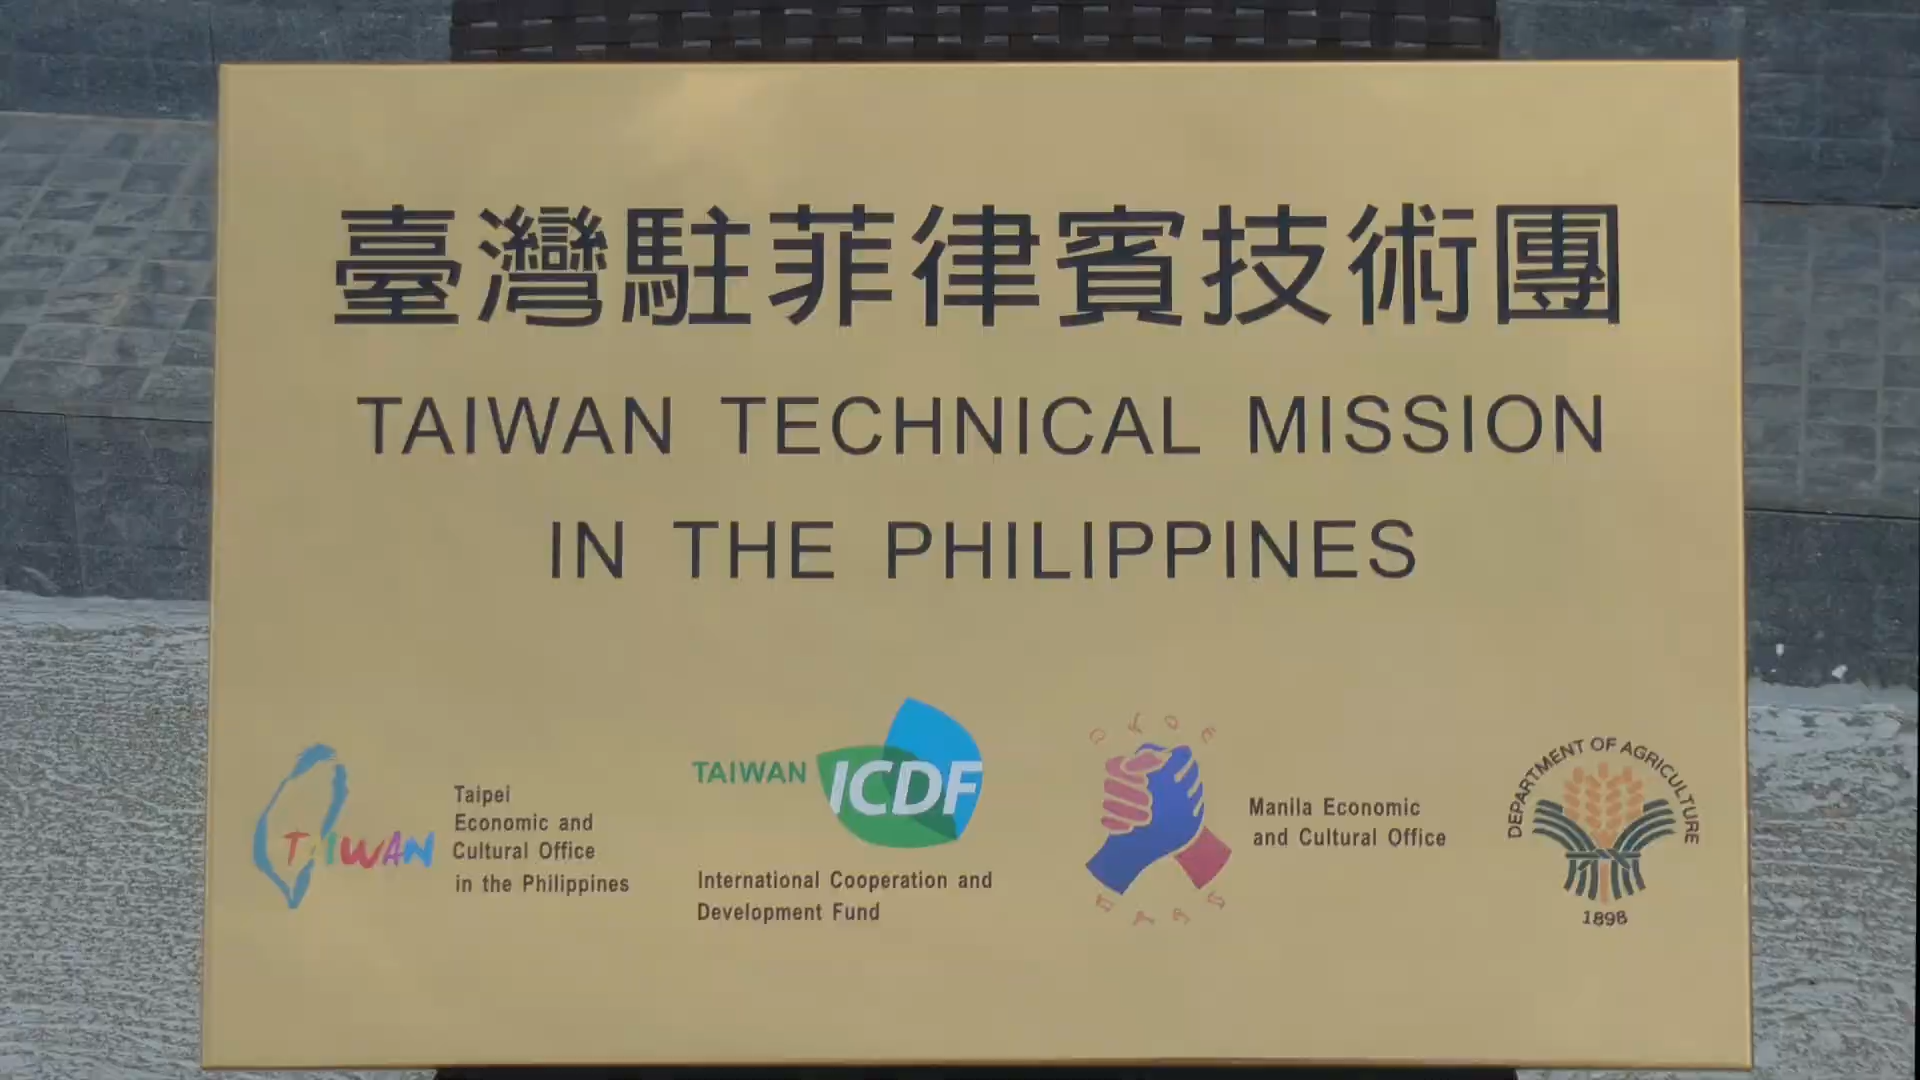 臺灣駐菲律賓技術團
TAIWAN TECHNICAL MISSION
IN THE PHILIPPINES
TAIWAN
Taipei
Economic and
Cultural Office
in the Philippines
TAIWAN ICDF
International Cooperation and
Development Fund
Manila Economic
and Cultural Office
DEPARTMENT OF AGRICULTURE
1898